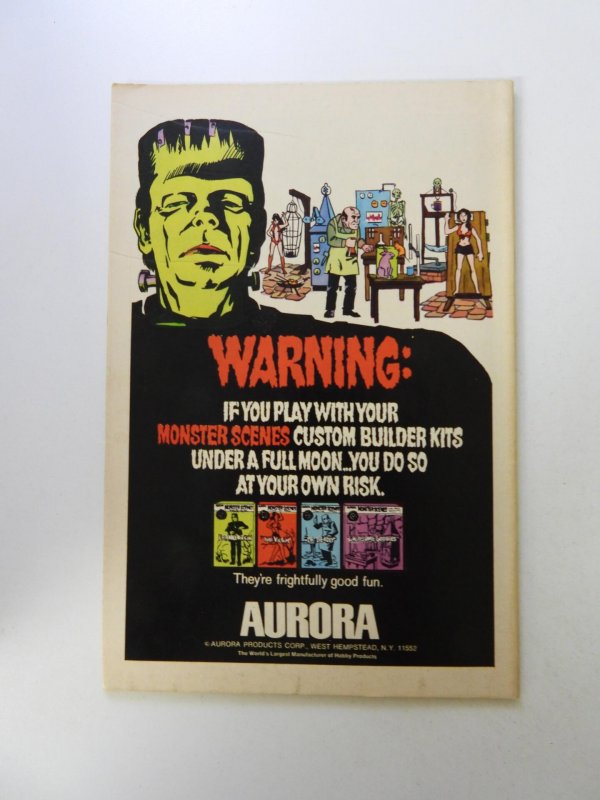 WARNING:
IF YOU PLAY WITH YOUR
MONSTER SCENES CUSTOM BUILDER KITS
UNDER A FULL MOON...YOU DO SO
AT YOUR OWN RISK.
They're frightfully good fun.
AURORA
© AURORA PRODUCTS CORP., WEST HEMPSTEAD, N.Y. 11552
The World's Largest Manufacturer of Hobby Products